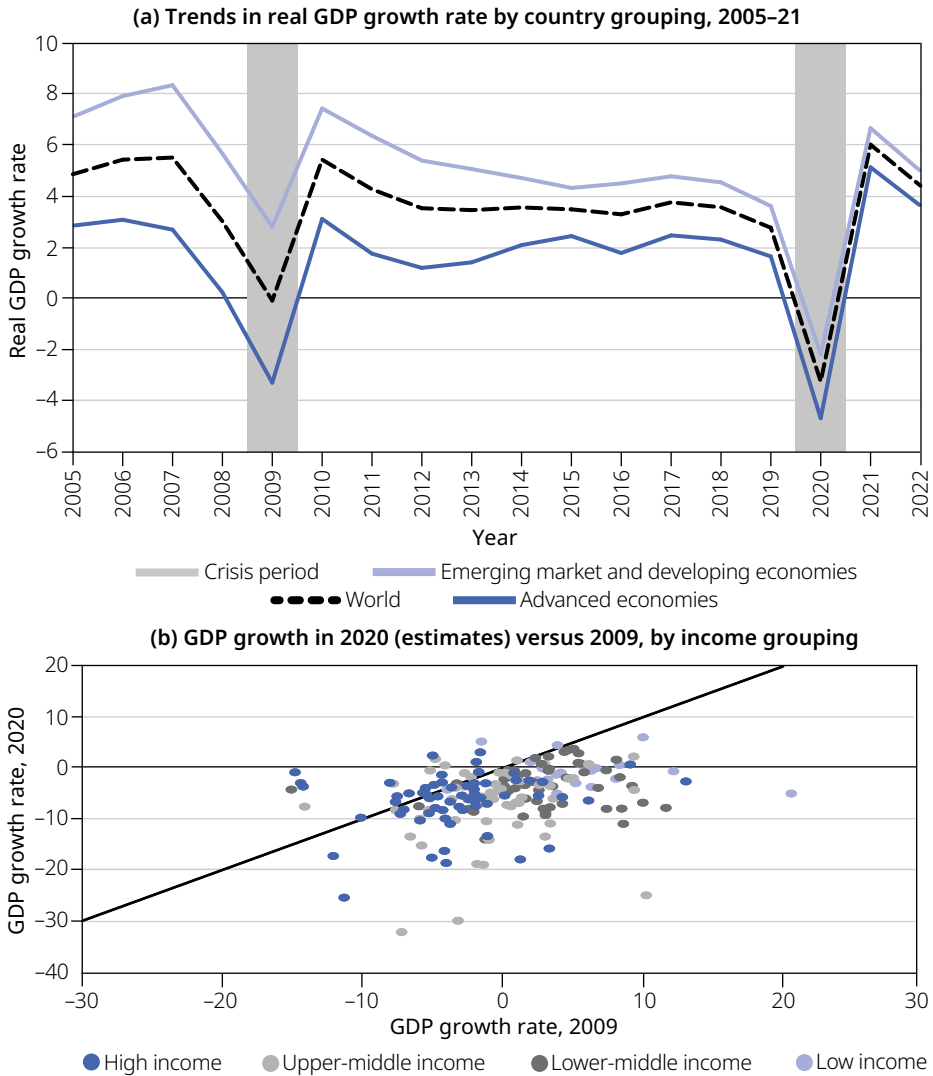 (a) Trends in real GDP growth rate by country grouping, 2005–21
10
8
6
4
2
0
–2
–4
–6
Real GDP growth rate
2005 2006 2007 2008 2009 2010 2011 2012 2013 2014 2015 2016 2017 2018 2019 2020 2021 2022
Year
Crisis period Emerging market and developing economies
World Advanced economies
(b) GDP growth in 2020 (estimates) versus 2009, by income grouping
20
10
0
–10
–20
–30
–40
GDP growth rate, 2020
–30 –20 –10 0 10 20 30
GDP growth rate, 2009
High income Upper-middle income Lower-middle income Low income